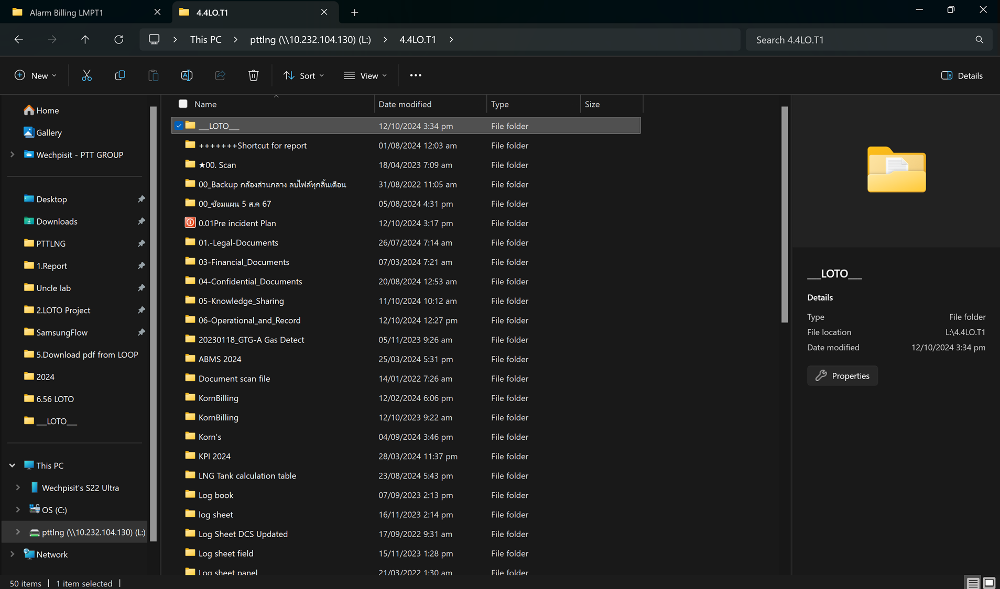 Alarm Billing LMPT1
4.4LO.T1
This PC
pttlng (\\10.232.104.130) (L:)
4.4LO.T1
Search 4.4LO.T1
New
Sort
View
Details
Home
Gallery
Wechpisit - PTT GROUP
Desktop
Downloads
PTTLNG
1.Report
Uncle lab
2.LOTO Project
SamsungFlow
5.Download pdf from LOOP
2024
6.56 LOTO
___LOTO___
This PC
Wechpisit's S22 Ultra
OS (C:)
pttlng (\\10.232.104.130) (L:)
Network
Name Date modified Type Size
___LOTO___ 12/10/2024 3:34 pm File folder
+++++++Shortcut for report 01/08/2024 12:03 am File folder
★00. Scan 18/04/2023 7:09 am File folder
00_Backup กล้องส่วนกลาง ลบไฟล์ทุกสิ้นเดือน 31/08/2022 11:05 am File folder
00_ซ้อมแผน 5 ส.ค 67 05/08/2024 4:31 pm File folder
0.01Pre incident Plan 12/10/2024 3:17 pm File folder
01.-Legal-Documents 26/07/2024 7:14 am File folder
03-Financial_Documents 07/03/2024 7:21 am File folder
04-Confidential_Documents 20/08/2024 12:53 am File folder
05-Knowledge_Sharing 11/10/2024 10:12 am File folder
06-Operational_and_Record 12/10/2024 12:27 pm File folder
20230118_GTG-A Gas Detect 05/11/2023 9:26 am File folder
ABMS 2024 25/03/2024 5:31 pm File folder
Document scan file 14/01/2022 7:26 am File folder
KornBilling 12/02/2024 6:06 pm File folder
KornBilling 12/10/2023 9:22 am File folder
Korn's 04/09/2024 3:46 pm File folder
KPI 2024 28/03/2024 11:37 pm File folder
LNG Tank calculation table 23/08/2024 5:43 pm File folder
Log book 07/09/2023 2:13 pm File folder
log sheet 16/11/2023 2:14 pm File folder
Log Sheet DCS Updated 17/09/2022 9:31 am File folder
Log sheet field 15/11/2023 1:28 pm File folder
Log sheet panel 21/03/2022 1:30 am File folder
___LOTO___
Details
Type File folder
File location L:\4.4LO.T1
Date modified 12/10/2024 3:34 pm
Properties
50 items 1 item selected